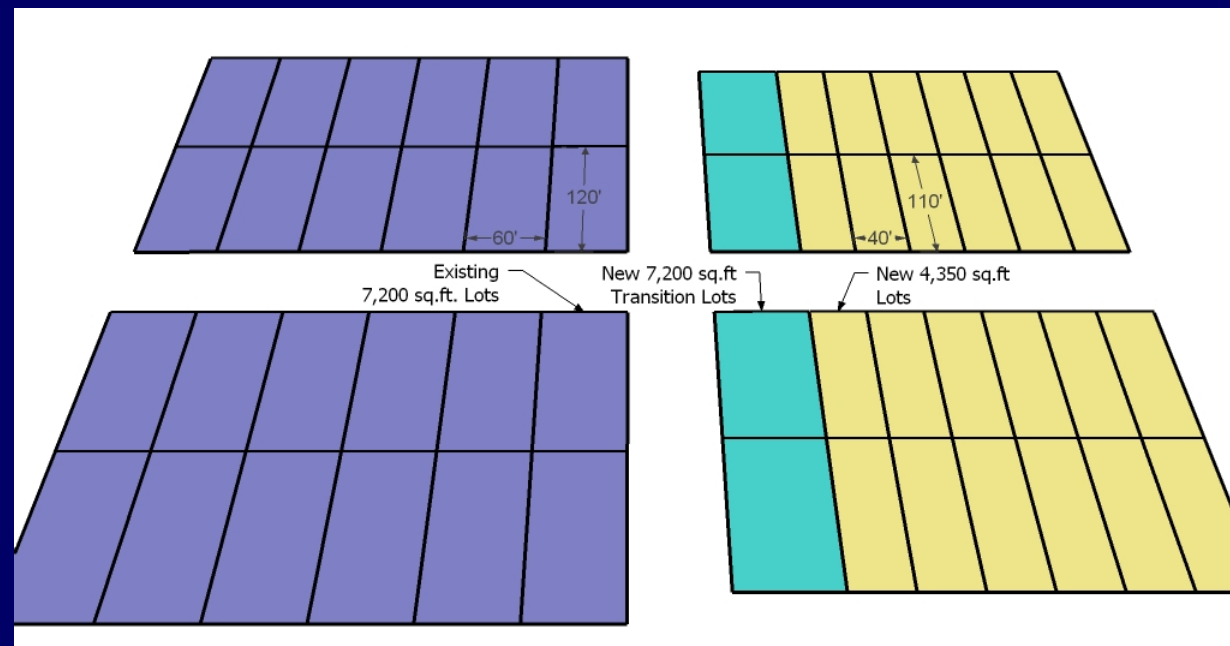 120'
60'
110'
40'
Existing
7,200 sq.ft. Lots
New 7,200 sq.ft
Transition Lots
New 4,350 sq.ft
Lots